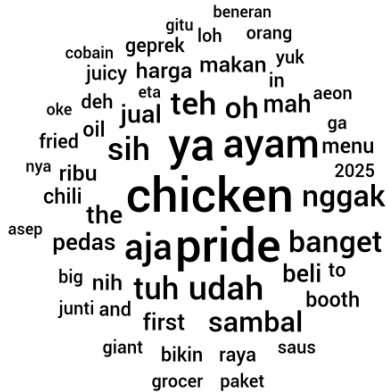 beneran
gitu loh orang
cobain geprek makan yuk
juicy harga in
oke deh eta jual teh oh mah aeon
fried oil sih ya ayam ga menu
nya ribu 2025
chili chicken nggak
the
asep pedas aja pride banget
big nih tuh udah beli to
junti and booth
first sambal
giant bikin raya saus
grocer paket